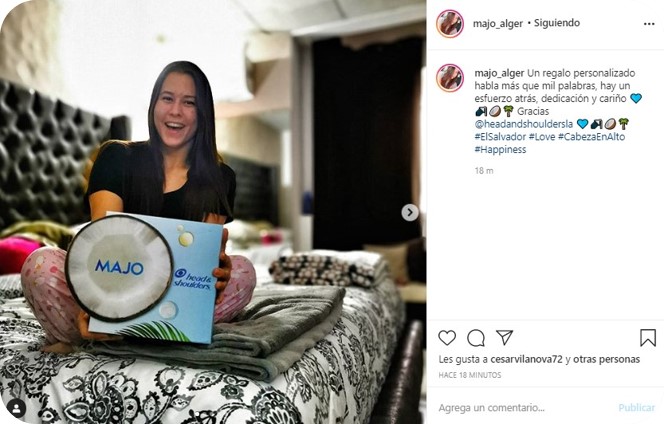 majo_alger • Siguiendo
majo_alger Un regalo personalizado
habla más que mil palabras, hay un
esfuerzo atrás, dedicación y cariño 💙
🥥🌴 Gracias
@headandshouldersla 💙🥥🌴
#ElSalvador #Love #CabezaEnAlto
#Happiness
18 m
MAJO
head&
shoulders
Les gusta a cesarvilanova72 y otras personas
HACE 18 MINUTOS
Agrega un comentario...
Publicar